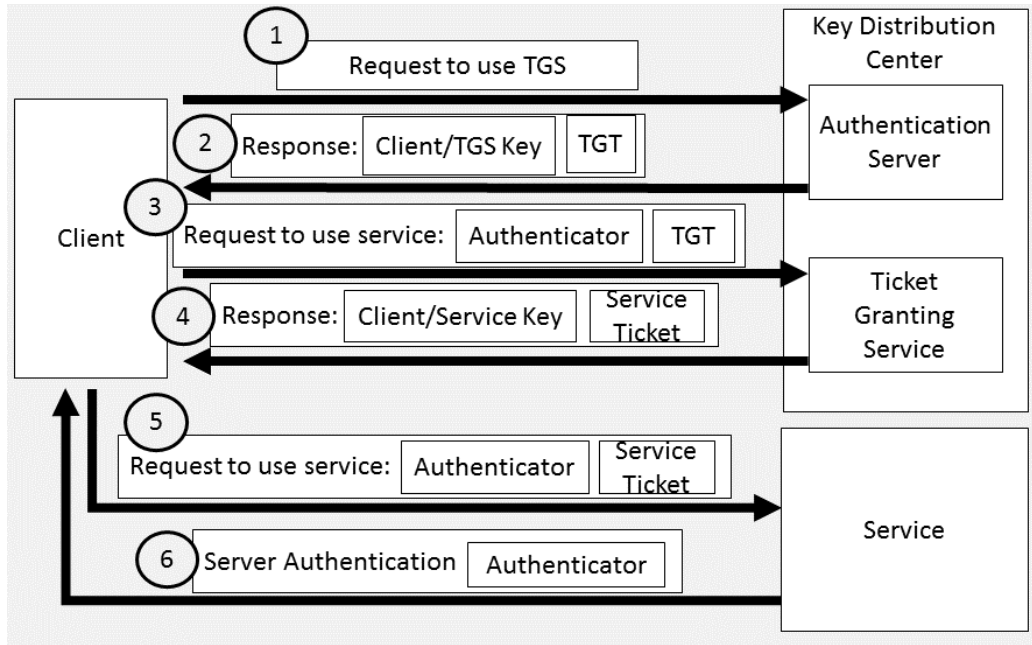 1
Request to use TGS
Key Distribution
Center
Authentication
Server
2
Response:
Client/TGS Key
TGT
3
Client
Request to use service:
Authenticator
TGT
Ticket
Granting
Service
4
Response:
Client/Service Key
Service
Ticket
5
Request to use service:
Authenticator
Service
Ticket
Service
6
Server Authentication
Authenticator